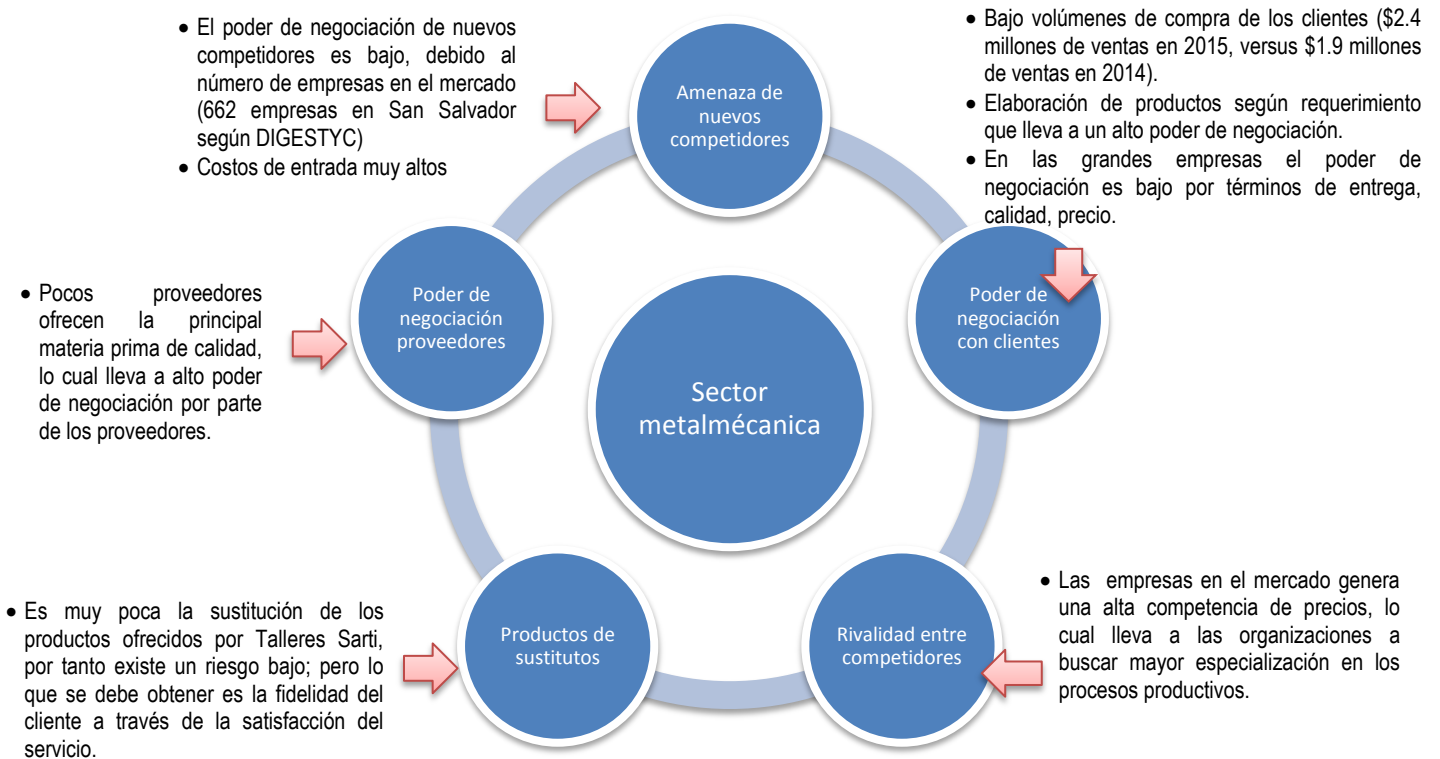 • El poder de negociación de nuevos
competidores es bajo, debido al
número de empresas en el mercado
(662 empresas en San Salvador
según DIGESTYC)
• Costos de entrada muy altos
Amenaza de
nuevos
competidores
• Bajo volúmenes de compra de los clientes ($2.4
millones de ventas en 2015, versus $1.9 millones
de ventas en 2014).
• Elaboración de productos según requerimiento
que lleva a un alto poder de negociación.
• En las grandes empresas el poder de
negociación es bajo por términos de entrega,
calidad, precio.
• Pocos proveedores
ofrecen la principal
materia prima de calidad,
lo cual lleva a alto poder
de negociación por parte
de los proveedores.
Poder de
negociación
proveedores
Sector
metalmécanica
Poder de
negociación
con clientes
• Es muy poca la sustitución de los
productos ofrecidos por Talleres Sarti,
por tanto existe un riesgo bajo; pero lo
que se debe obtener es la fidelidad del
cliente a través de la satisfacción del
servicio.
Productos de
sustitutos
Rivalidad entre
competidores
• Las empresas en el mercado genera
una alta competencia de precios, lo
cual lleva a las organizaciones a
buscar mayor especialización en los
procesos productivos.